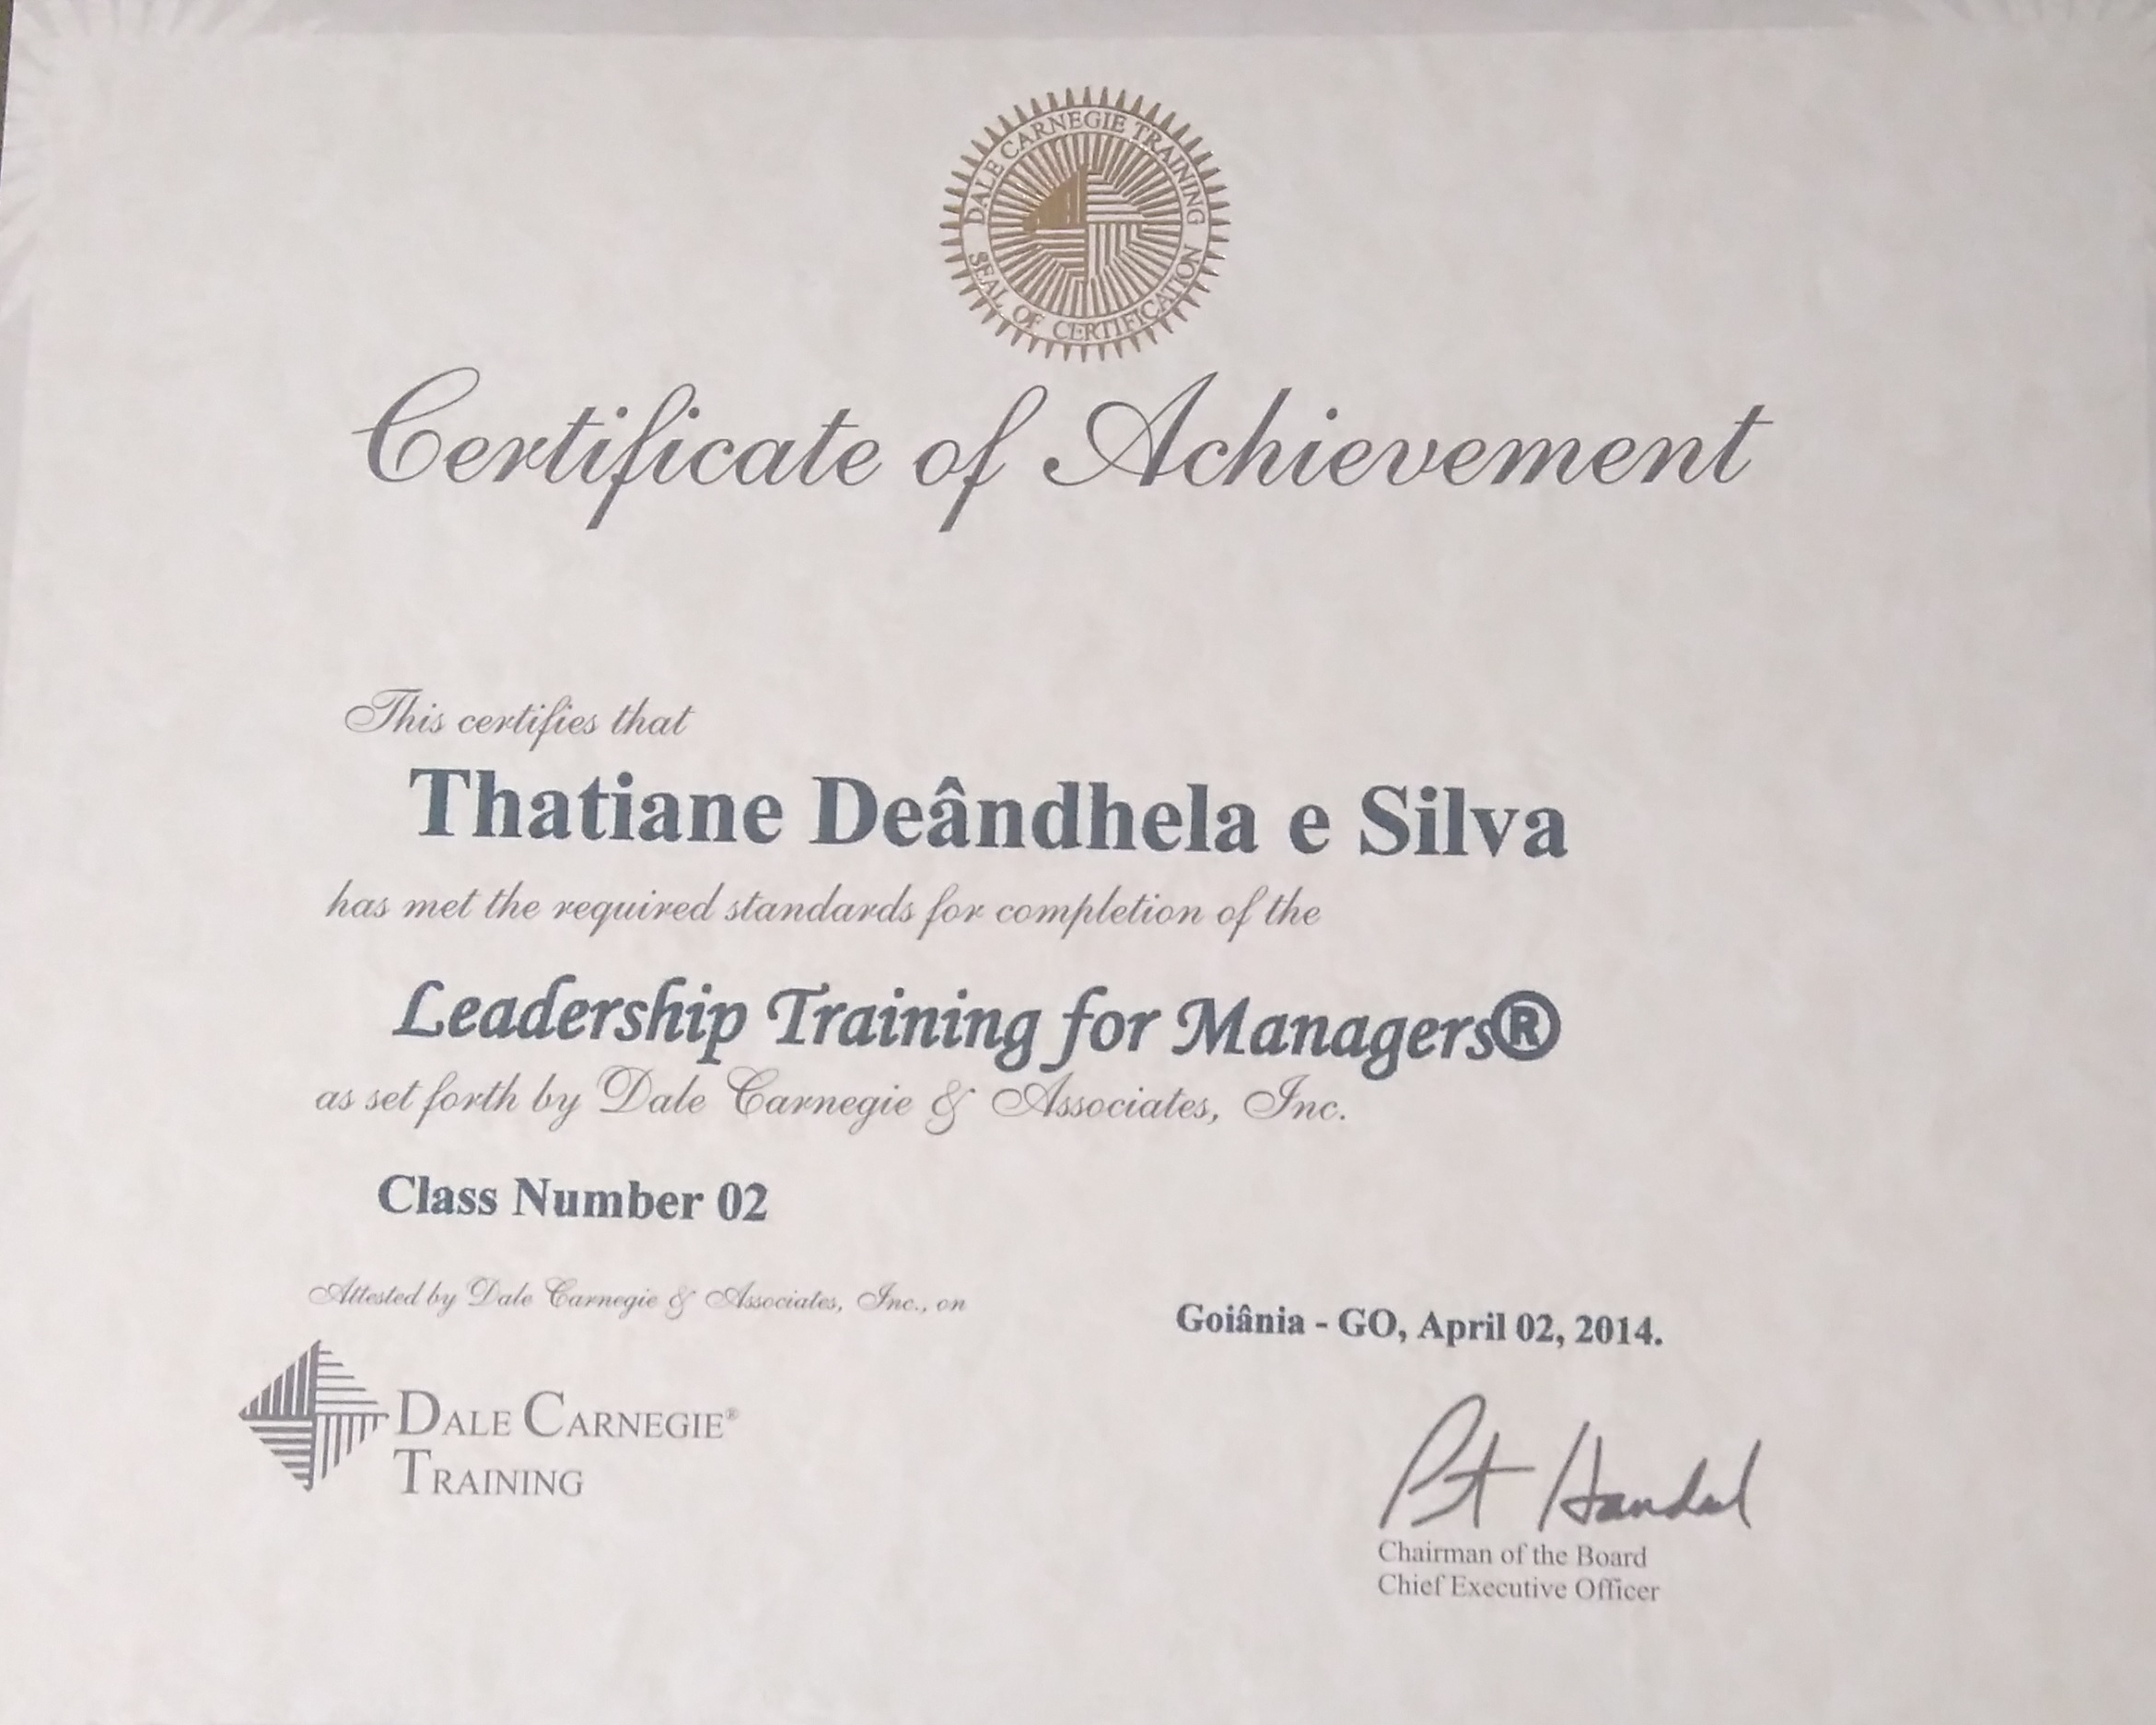 DALE CARNEGIE TRAINING
SEAL OF CERTIFICATION
Certificate of Achievement
This certifies that
Thatiane Deândhela e Silva
has met the required standards for completion of the
Leadership Training for Managers®
as set forth by Dale Carnegie & Associates, Inc.
Class Number 02
Attested by Dale Carnegie & Associates, Inc., on
Goiânia - GO, April 02, 2014.
DALE CARNEGIE®
TRAINING
Chairman of the Board
Chief Executive Officer